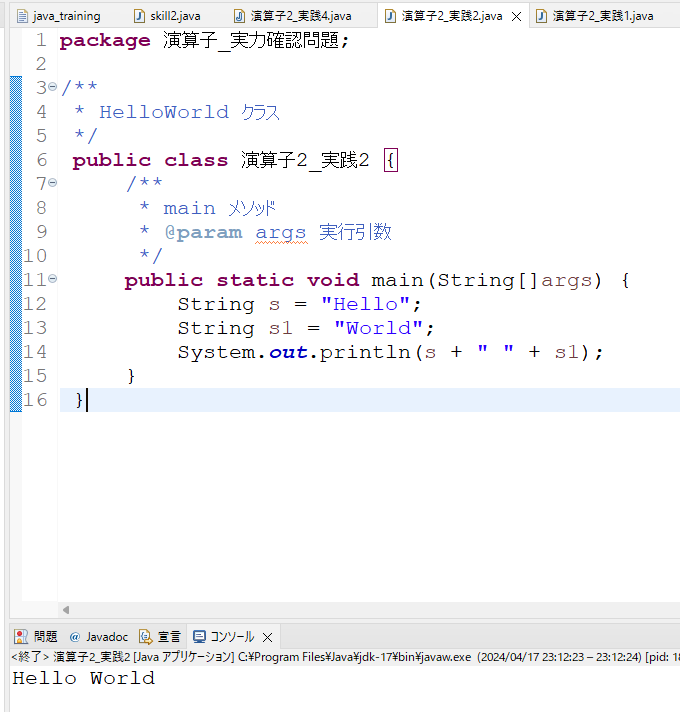 java_training skill2.java 演算子2_実践4.java 演算子2_実践2.java 演算子2_実践1.java
1 package 演算子_実力確認問題;
2
3 /**
4 * HelloWorld クラス
5 */
6 public class 演算子2_実践2 {
7 /**
8 * main メソッド
9 * @param args 実行引数
10 */
11 public static void main(String[]args) {
12 String s = "Hello";
13 String s1 = "World";
14 System.out.println(s + " " + s1);
15 }
16 }
問題 @ Javadoc 宣言 コンソール
<終了> 演算子2_実践2 [Java アプリケーション] C:¥Program Files¥Java¥jdk-17¥bin¥javaw.exe (2024/04/17 23:12:23 – 23:12:24) [pid: 18
Hello World